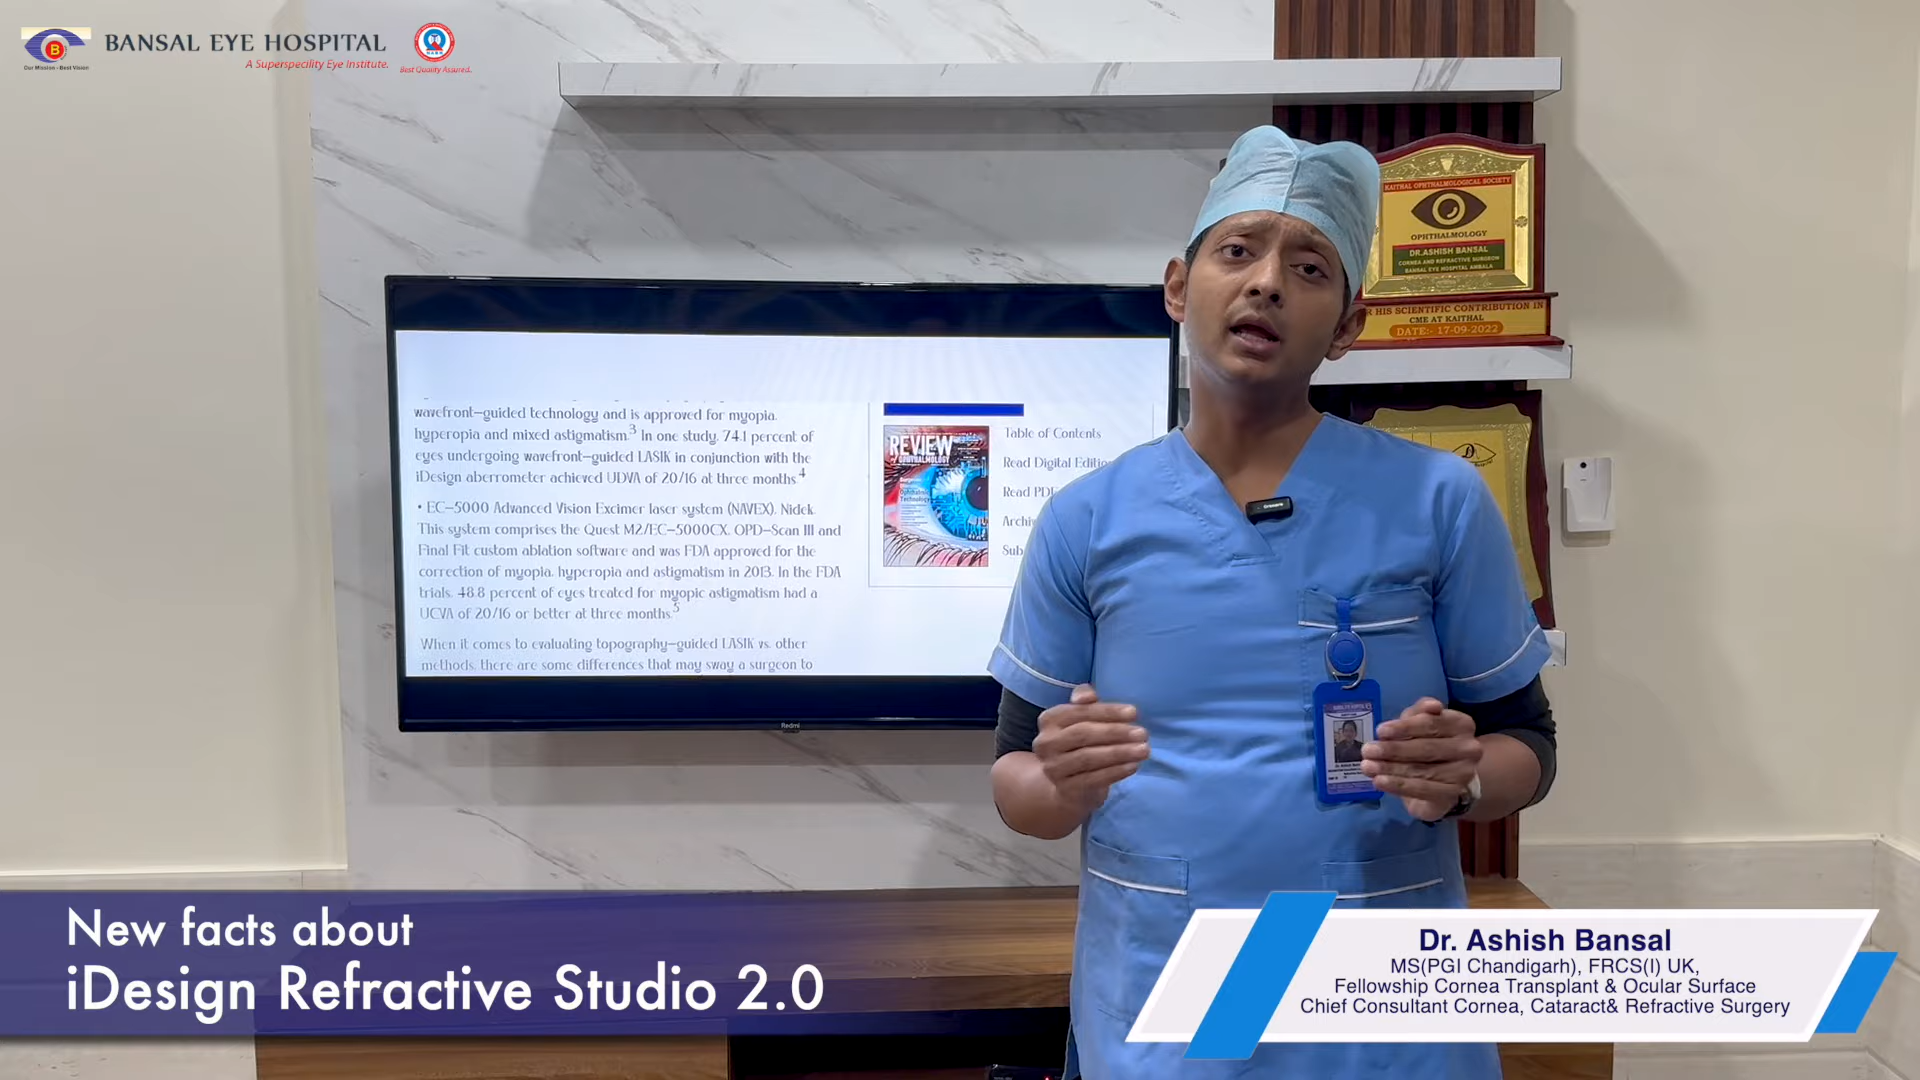 BANSAL EYE HOSPITAL
A Superspecility Eye Institute.
Our Mission - Best Vision
B
Best Quality Assured..
KAITHAL OPHTHALMOLOGICAL SOCIETY
OPHTHALMOLOGY
DR.ASHISH BANSAL
CORNEA AND REFRACTIVE SURGEON
BANSAL EYE HOSPITAL AMBALA
HIS SCIENTIFIC CONTRIBUTION IN
CME AT KAITHAL
DATE:- 17-09-2022
wavefront-guided technology and is approved for myopia,
hyperopia and mixed astigmatism.3 In one study, 74.1 percent of
eyes undergoing wavefront-guided LASIK in conjunction with the
iDesign aberrometer achieved UDVA of 20/16 at three months.4
• EC-5000 Advanced Vision Excimer laser system (NAVEX), Nidek.
This system comprises the Quest M2/EC-5000CX, OPD-Scan III and
Final Fit custom ablation software and was FDA approved for the
correction of myopia, hyperopia and astigmatism in 2013. In the FDA
trials, 48.8 percent of eyes treated for myopic astigmatism had a
UCVA of 20/16 or better at three months.5
When it comes to evaluating topography-guided LASIK vs. other
methods, there are some differences that may sway a surgeon to
REVIEW
of OPHTHALMOLOGY
Table of Contents
Read Digital Edition
Read PDF
Archiv
Sub
Redmi
New facts about
iDesign Refractive Studio 2.0
Dr. Ashish Bansal
MS(PGI Chandigarh), FRCS(I) UK,
Fellowship Cornea Transplant & Ocular Surface
Chief Consultant Cornea, Cataract& Refractive Surgery